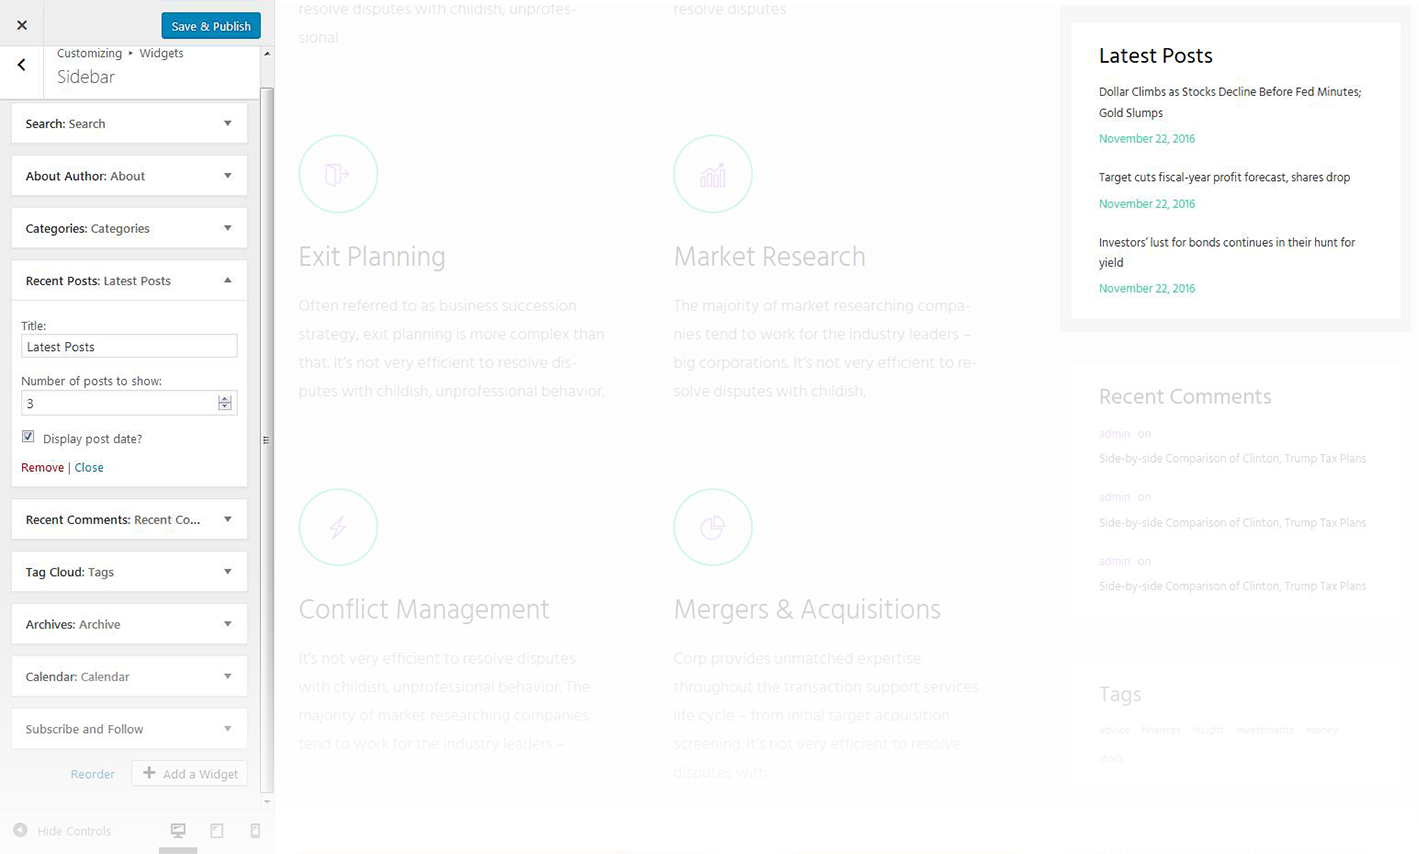 Save & Publish
Customizing ▸ Widgets
Sidebar
Search: Search
About Author: About
Categories: Categories
Recent Posts: Latest Posts
Title:
Latest Posts
Number of posts to show:
3
Display post date?
Remove | Close
Recent Comments: Recent Co...
Tag Cloud: Tags
Archives: Archive
Calendar: Calendar
Subscribe and Follow
Reorder
Add a Widget
Hide Controls
resolve disputes with childish, unprofes-
sional
resolve disputes
Exit Planning
Often referred to as business succession
strategy, exit planning is more complex than
that. It's not very efficient to resolve dis-
putes with childish, unprofessional behavior.
Market Research
The majority of market researching compa-
nies tend to work for the industry leaders –
big corporations. It's not very efficient to re-
solve disputes with childish,
Conflict Management
It's not very efficient to resolve disputes
with childish, unprofessional behavior. The
majority of market researching companies
tend to work for the industry leaders –
Mergers & Acquisitions
Corp provides unmatched expertise
throughout the transaction support services
life cycle – from initial target acquisition
screening. It's not very efficient to resolve
disputes with
Latest Posts
Dollar Climbs as Stocks Decline Before Fed Minutes;
Gold Slumps
November 22, 2016
Target cuts fiscal-year profit forecast, shares drop
November 22, 2016
Investors' lust for bonds continues in their hunt for
yield
November 22, 2016
Recent Comments
admin on
Side-by-side Comparison of Clinton, Trump Tax Plans
admin on
Side-by-side Comparison of Clinton, Trump Tax Plans
admin on
Side-by-side Comparison of Clinton, Trump Tax Plans
Tags
advice finances insight investments money
stock